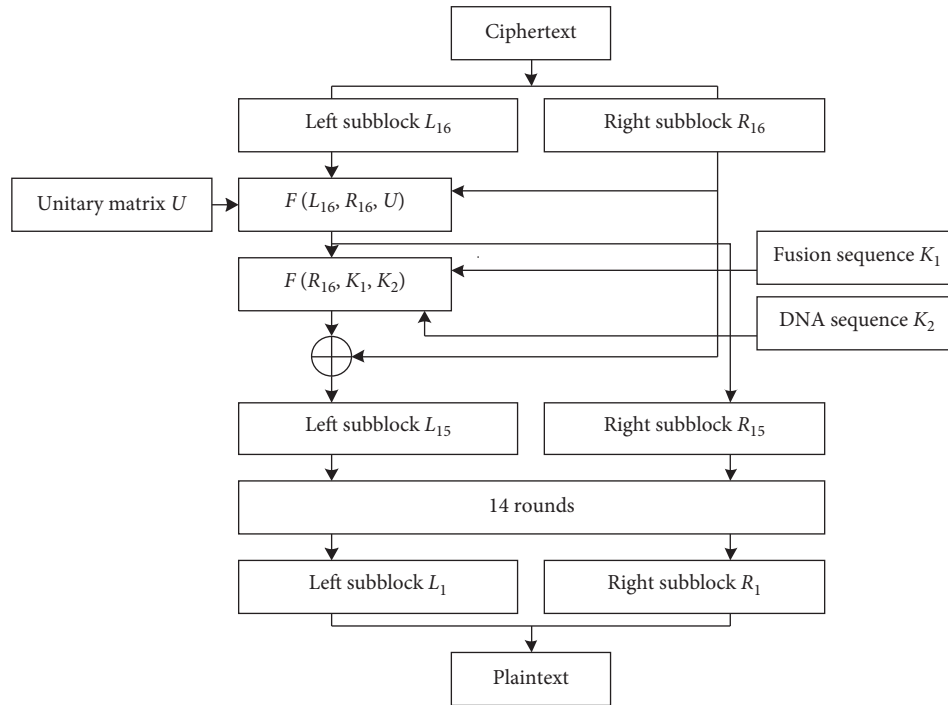 Ciphertext
Left subblock L₁₆
Right subblock R₁₆
Unitary matrix U
F (L₁₆, R₁₆, U)
Fusion sequence K₁
F (R₁₆, K₁, K₂)
DNA sequence K₂
Left subblock L₁₅
Right subblock R₁₅
14 rounds
Left subblock L₁
Right subblock R₁
Plaintext